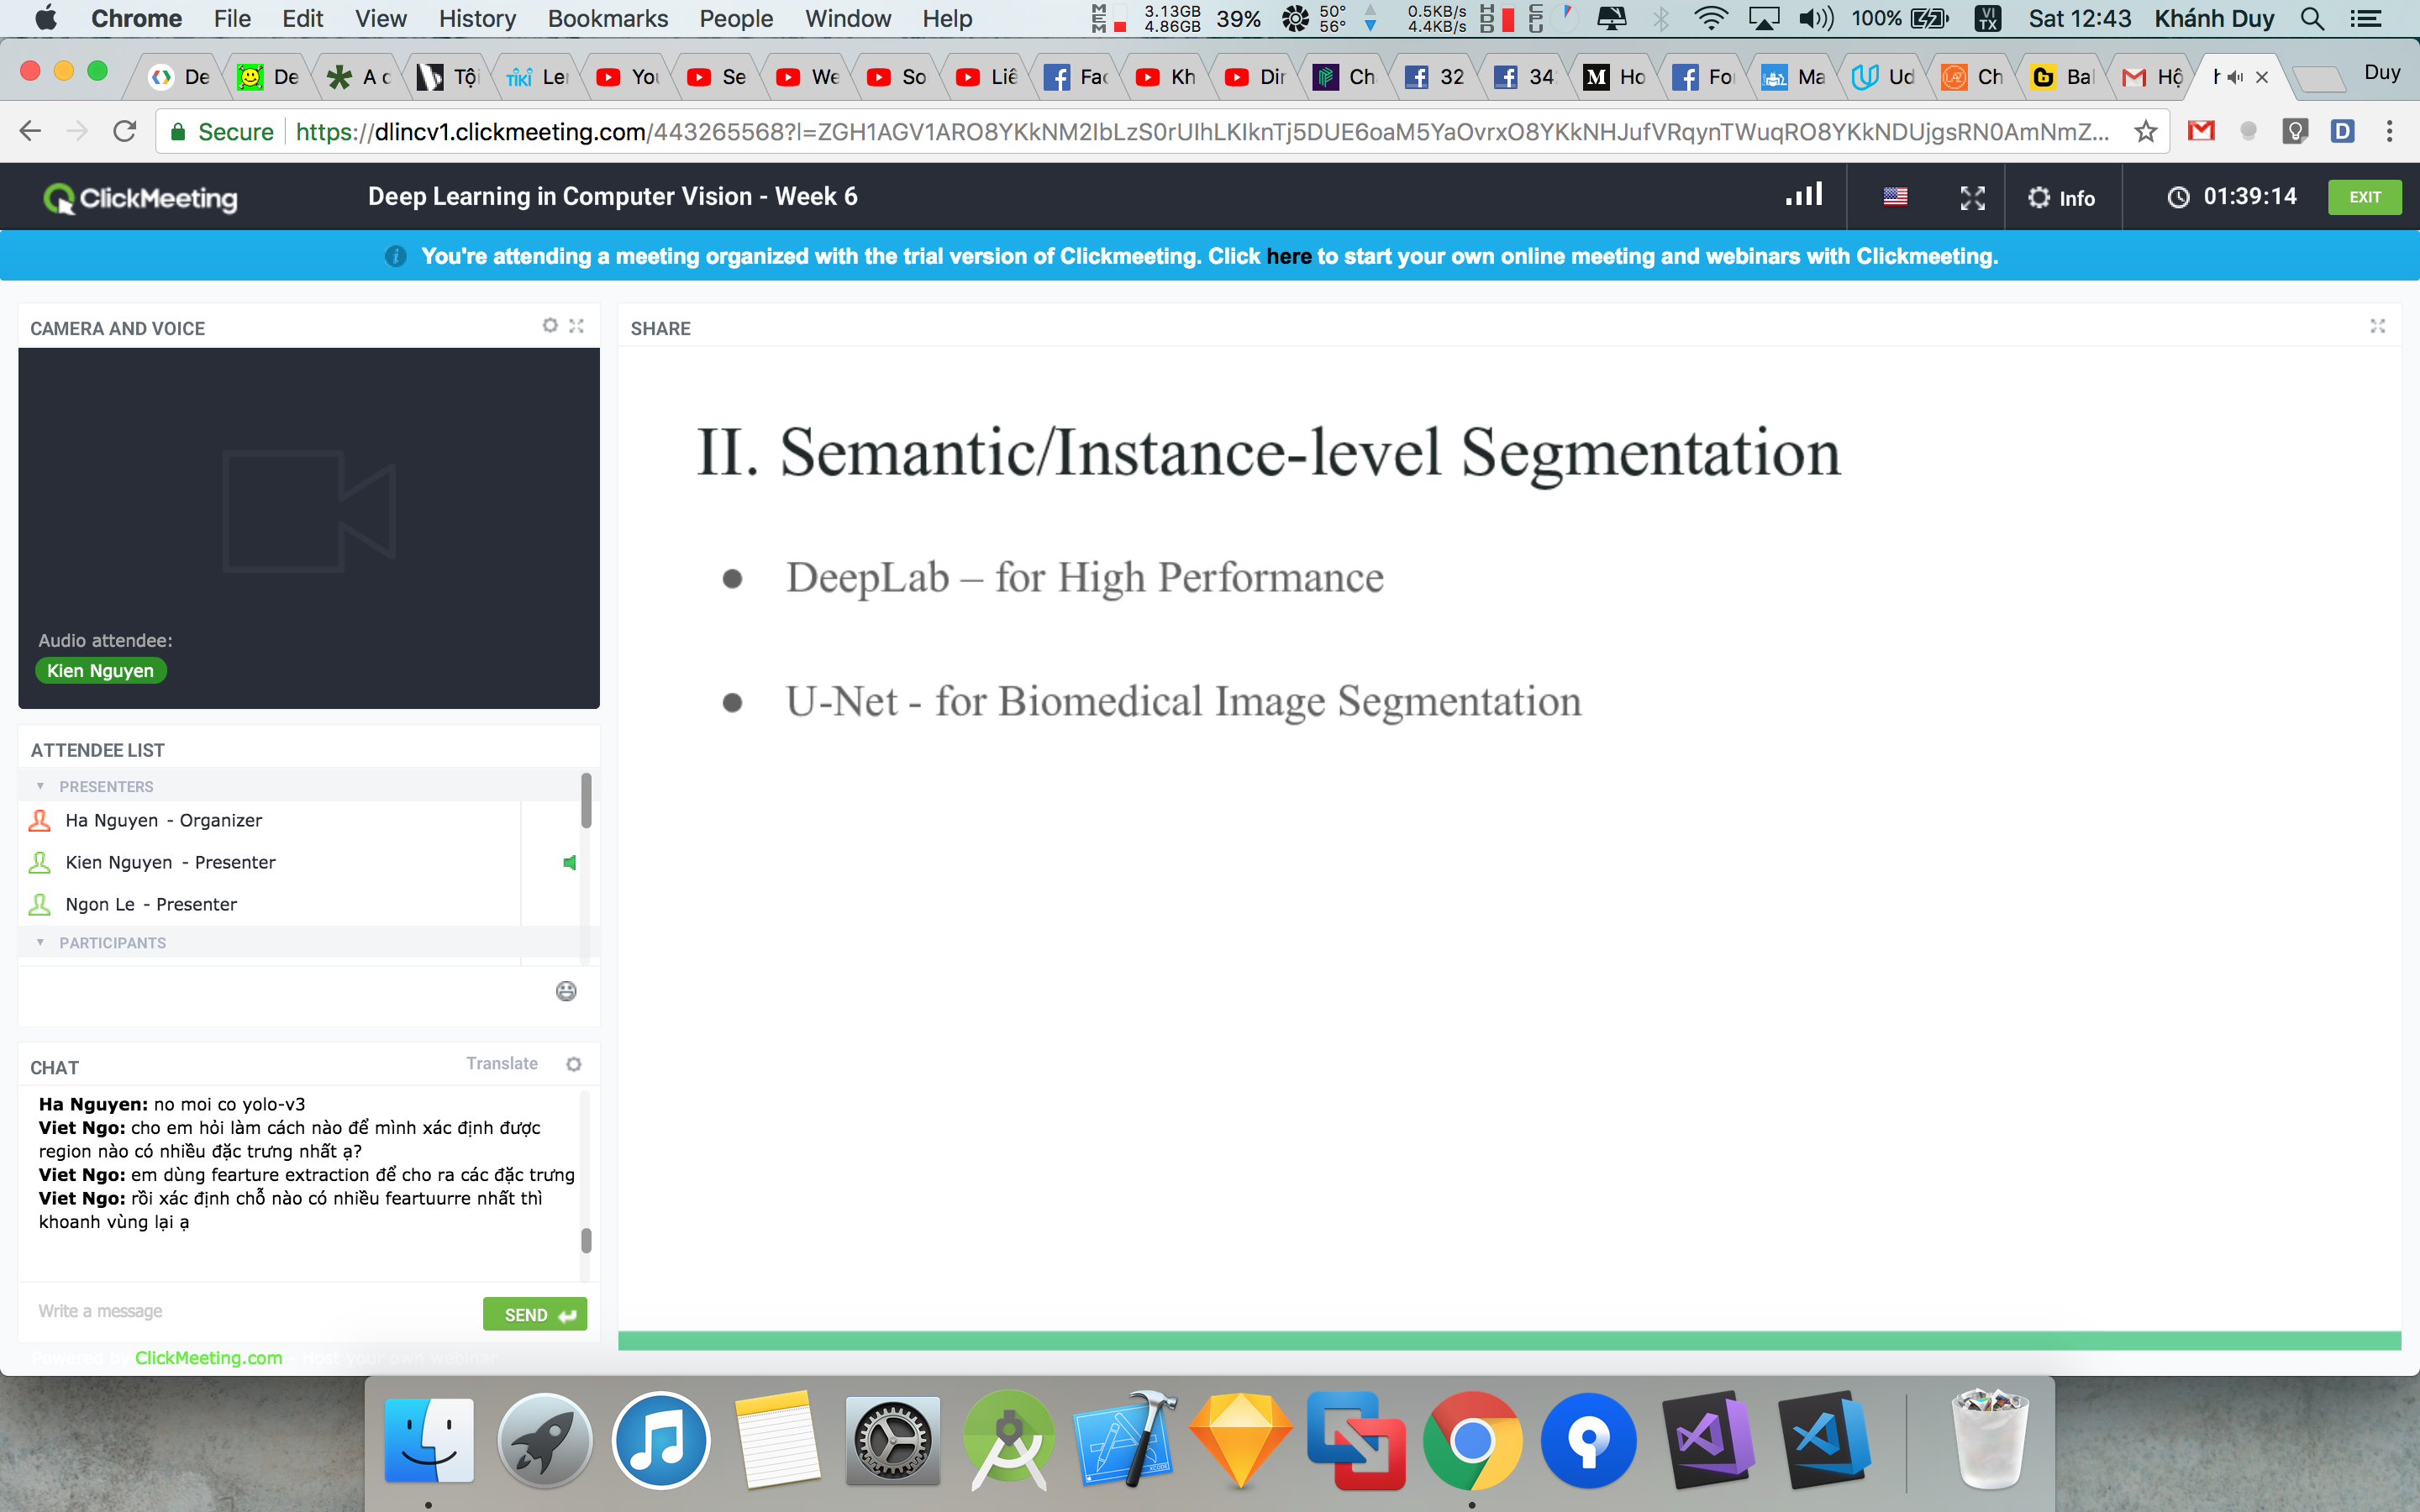 Chrome File Edit View History Bookmarks People Window Help MEM 3.13GB 4.86GB 39% 50° 56° 0.5KB/s 4.4KB/s HDD CPU 100% VI TX Sat 12:43 Khánh Duy
De De A c Tội TIKI Ler You Se We So Liê Fac Kh Dir Ch 32 34 M Ho Fo Ma Ud Ch Bal Hộ h Duy
Secure https://dlincv1.clickmeeting.com/443265568?l=ZGH1AGV1ARO8YKkNM2IbLzS0rUIhLKIknTj5DUE6oaM5YaOvrxO8YKkNHJufVRqynTWuqRO8YKkNDUjgsRN0AmNmZ... D
ClickMeeting Deep Learning in Computer Vision - Week 6 Info 01:39:14 EXIT
You're attending a meeting organized with the trial version of Clickmeeting. Click here to start your own online meeting and webinars with Clickmeeting.
CAMERA AND VOICE
Audio attendee:
Kien Nguyen
ATTENDEE LIST
PRESENTERS
Ha Nguyen - Organizer
Kien Nguyen - Presenter
Ngon Le - Presenter
PARTICIPANTS
CHAT Translate
Ha Nguyen: no moi co yolo-v3
Viet Ngo: cho em hỏi làm cách nào để mình xác định được
region nào có nhiều đặc trưng nhất ạ?
Viet Ngo: em dùng fearture extraction để cho ra các đặc trưng
Viet Ngo: rồi xác định chỗ nào có nhiều feartuurre nhất thì
khoanh vùng lại ạ
Write a message SEND
Powered by ClickMeeting.com - Host your own webinar
SHARE
II. Semantic/Instance-level Segmentation
● DeepLab – for High Performance
● U-Net - for Biomedical Image Segmentation